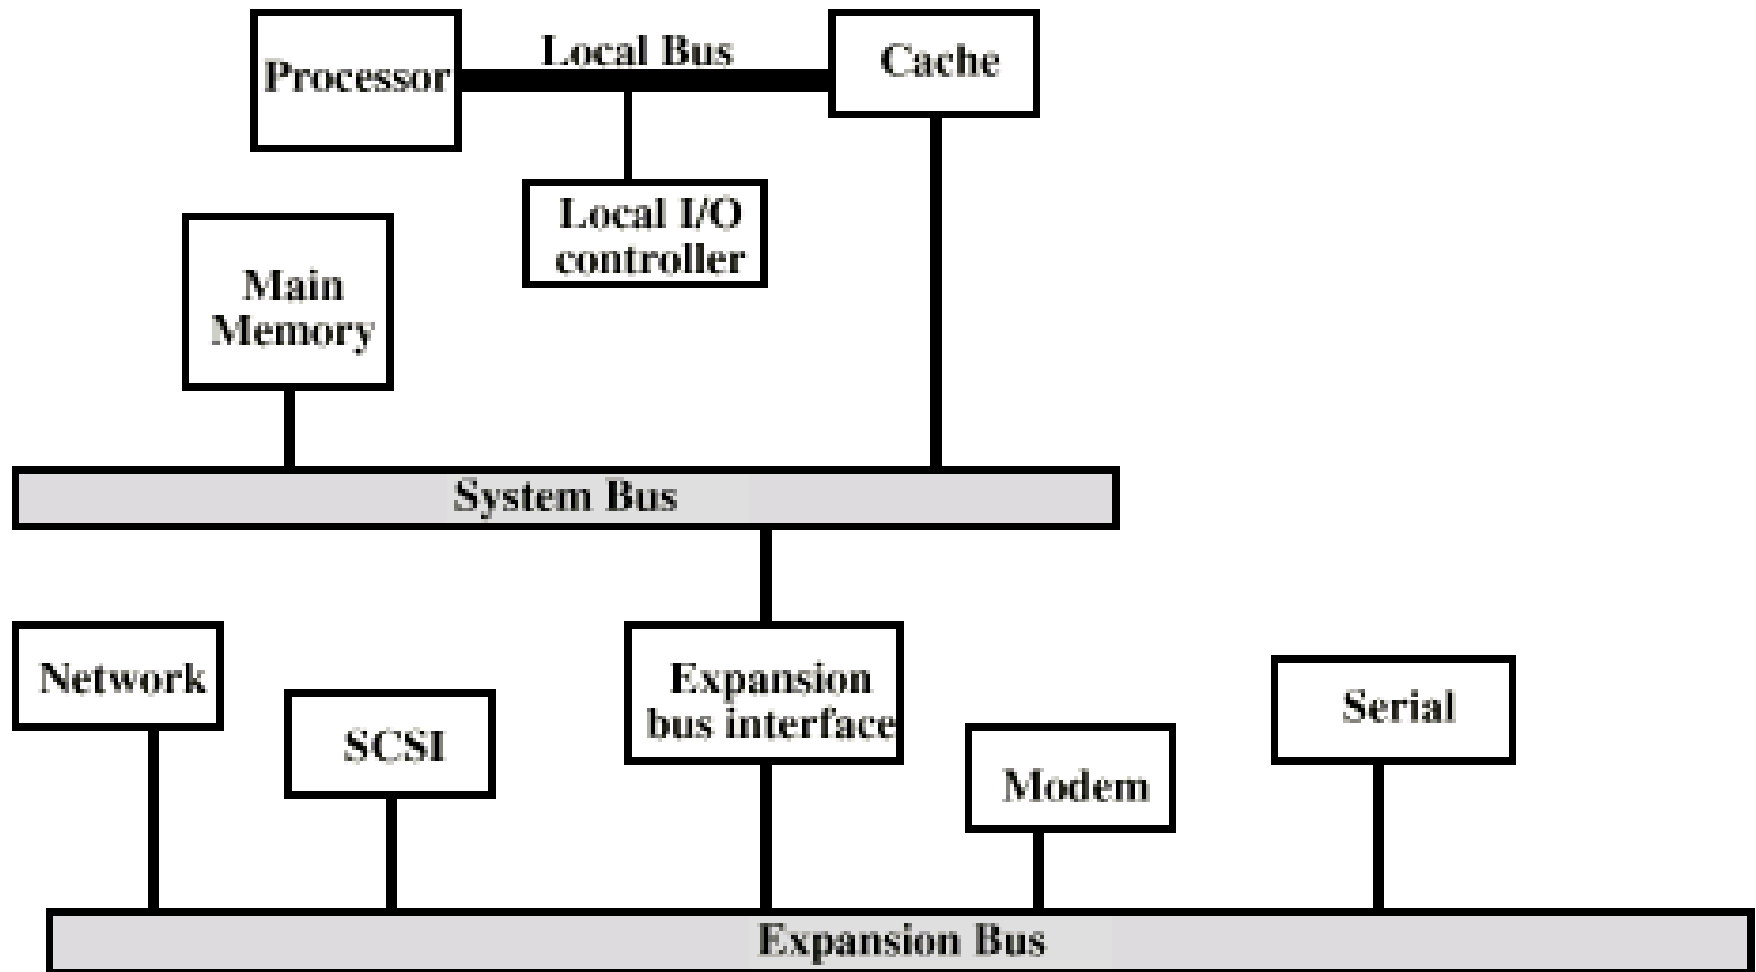 Local Bus
Cache
Processor
Local I/O
controller
Main
Memory
System Bus
Network
Expansion
bus interface
SCSI
Serial
Modem
Expansion Bus